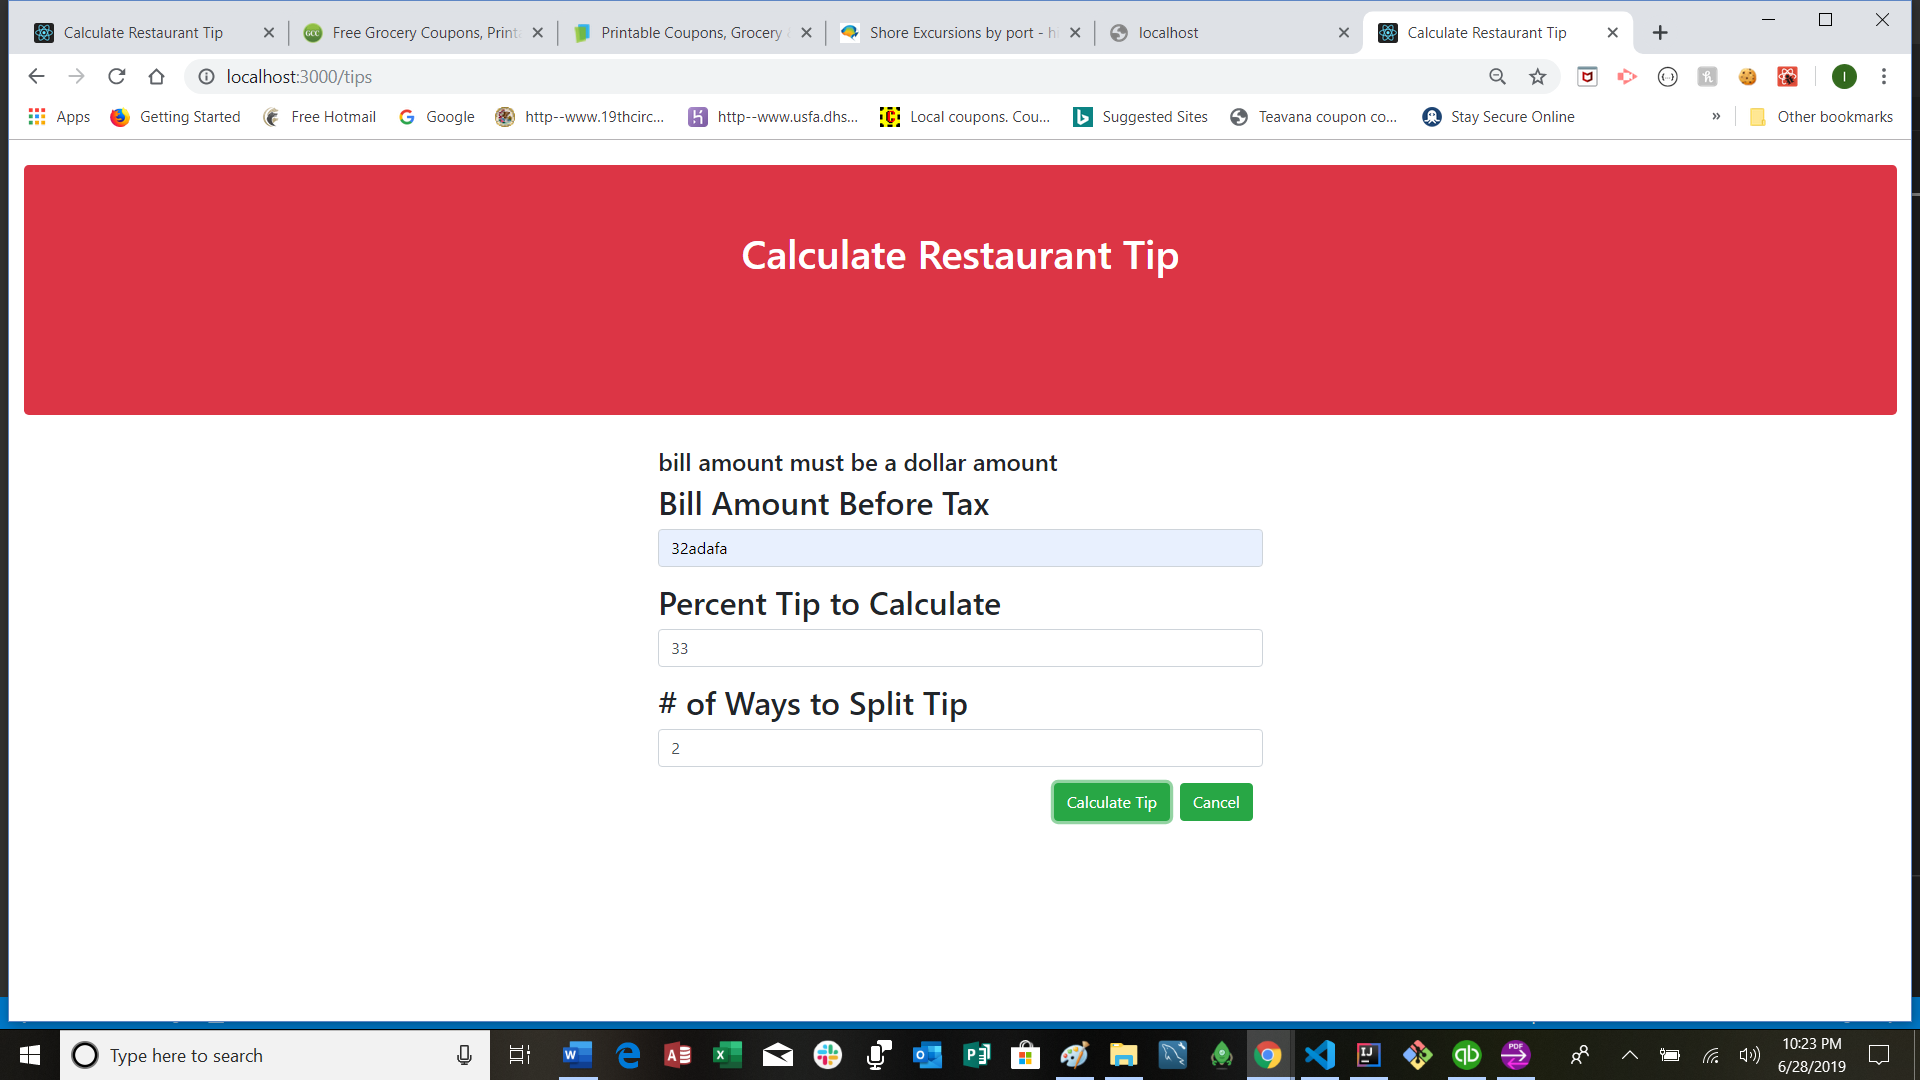 Calculate Restaurant Tip
Free Grocery Coupons, Print
Printable Coupons, Grocery
Shore Excursions by port - hi
localhost
Calculate Restaurant Tip
localhost:3000/tips
Apps
Getting Started
Free Hotmail
Google
http--www.19thcirc...
http--www.usfa.dhs...
Local coupons. Cou...
Suggested Sites
Teavana coupon co...
Stay Secure Online
»
Other bookmarks
Calculate Restaurant Tip
bill amount must be a dollar amount
Bill Amount Before Tax
32adafa
Percent Tip to Calculate
33
# of Ways to Split Tip
2
Calculate Tip
Cancel
Type here to search
10:23 PM
6/28/2019